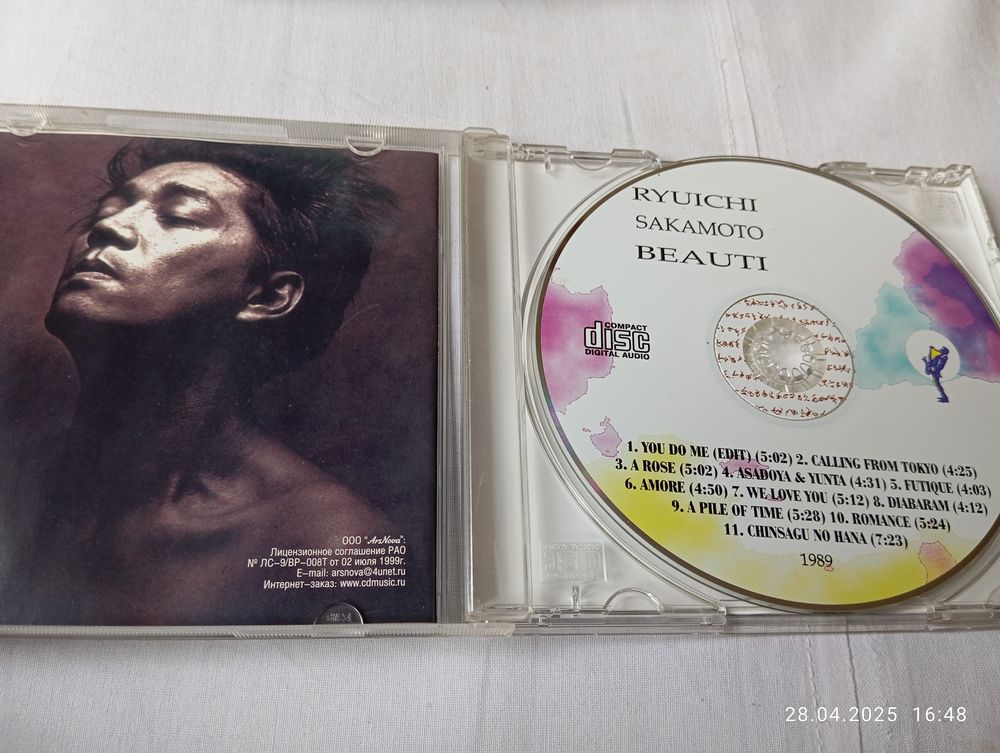 ООО "ArsNova":
Лицензионное соглашение РАО
№ ЛС-9/ВР-008Т от 02 июля 1999г.
E-mail: arsnova@4unet.ru
Интернет-заказ: www.cdmusic.ru
RYUICHI
SAKAMOTO
BEAUTI
COMPACT
disc
DIGITAL AUDIO
1. YOU DO ME (EDIT) (5:02) 2. CALLING FROM TOKYO (4:25)
3. A ROSE (5:02) 4. ASADOYA & YUNTA (4:31) 5. FUTIQUE (4:03)
6. AMORE (4:50) 7. WE LOVE YOU (5:12) 8. DIABARAM (4:12)
9. A PILE OF TIME (5:28) 10. ROMANCE (5:24)
11. CHINSAGU NO HANA (7:23)
1989
28.04.2025 16:48